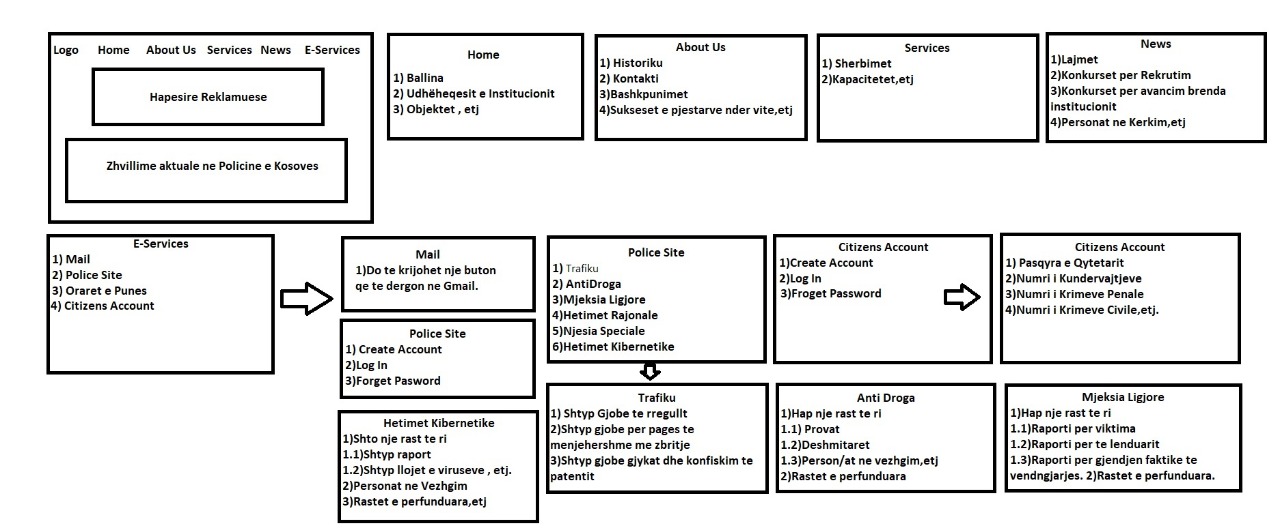 Logo Home About Us Services News E-Services
Hapesire Reklamuese
Zhvillime aktuale ne Policine e Kosoves
Home
1) Ballina
2) Udhëheqesit e Institucionit
3) Objektet , etj
About Us
1) Historiku
2) Kontakti
3)Bashkpunimet
4)Sukseset e pjestarve nder vite,etj
Services
1) Sherbimet
2)Kapacitetet,etj
News
1)Lajmet
2)Konkurset per Rekrutim
3)Konkurset per avancim brenda
institucionit
4)Personat ne Kerkim,etj
E-Services
1) Mail
2) Police Site
3) Oraret e Punes
4) Citizens Account
Mail
1)Do te krijohet nje buton
qe te dergon ne Gmail.
Police Site
1) Create Account
2)Log In
3)Forget Pasword
Hetimet Kibernetike
1)Shto nje rast te ri
1.1)Shtyp raport
1.2)Shtyp llojet e viruseve , etj.
2)Personat ne Vezhgim
3)Rastet e perfunduara,etj
Police Site
1) Trafiku
2) AntiDroga
3)Mjeksia Ligjore
4)Hetimet Rajonale
5)Njesia Speciale
6)Hetimet Kibernetike
Trafiku
1) Shtyp Gjobe te rregullt
2)Shtyp gjobe per pages te
menjehershme me zbritje
3)Shtyp gjobe gjykat dhe konfiskim te
patentit
Citizens Account
1)Create Account
2)Log In
3)Froget Password
Anti Droga
1)Hap nje rast te ri
1.1) Provat
1.2)Deshmitaret
1.3)Person/at ne vezhgim,etj
2)Rastet e perfunduara
Citizens Account
1) Pasqyra e Qytetarit
2)Numri i Kundervajtjeve
3)Numri i Krimeve Penale
4)Numri i Krimeve Civile,etj.
Mjeksia Ligjore
1)Hap nje rast te ri
1.1)Raporti per viktima
1.2)Raporti per te lenduarit
1.3)Raporti per gjendjen faktike te
vendngjarjes. 2)Rastet e perfunduara.